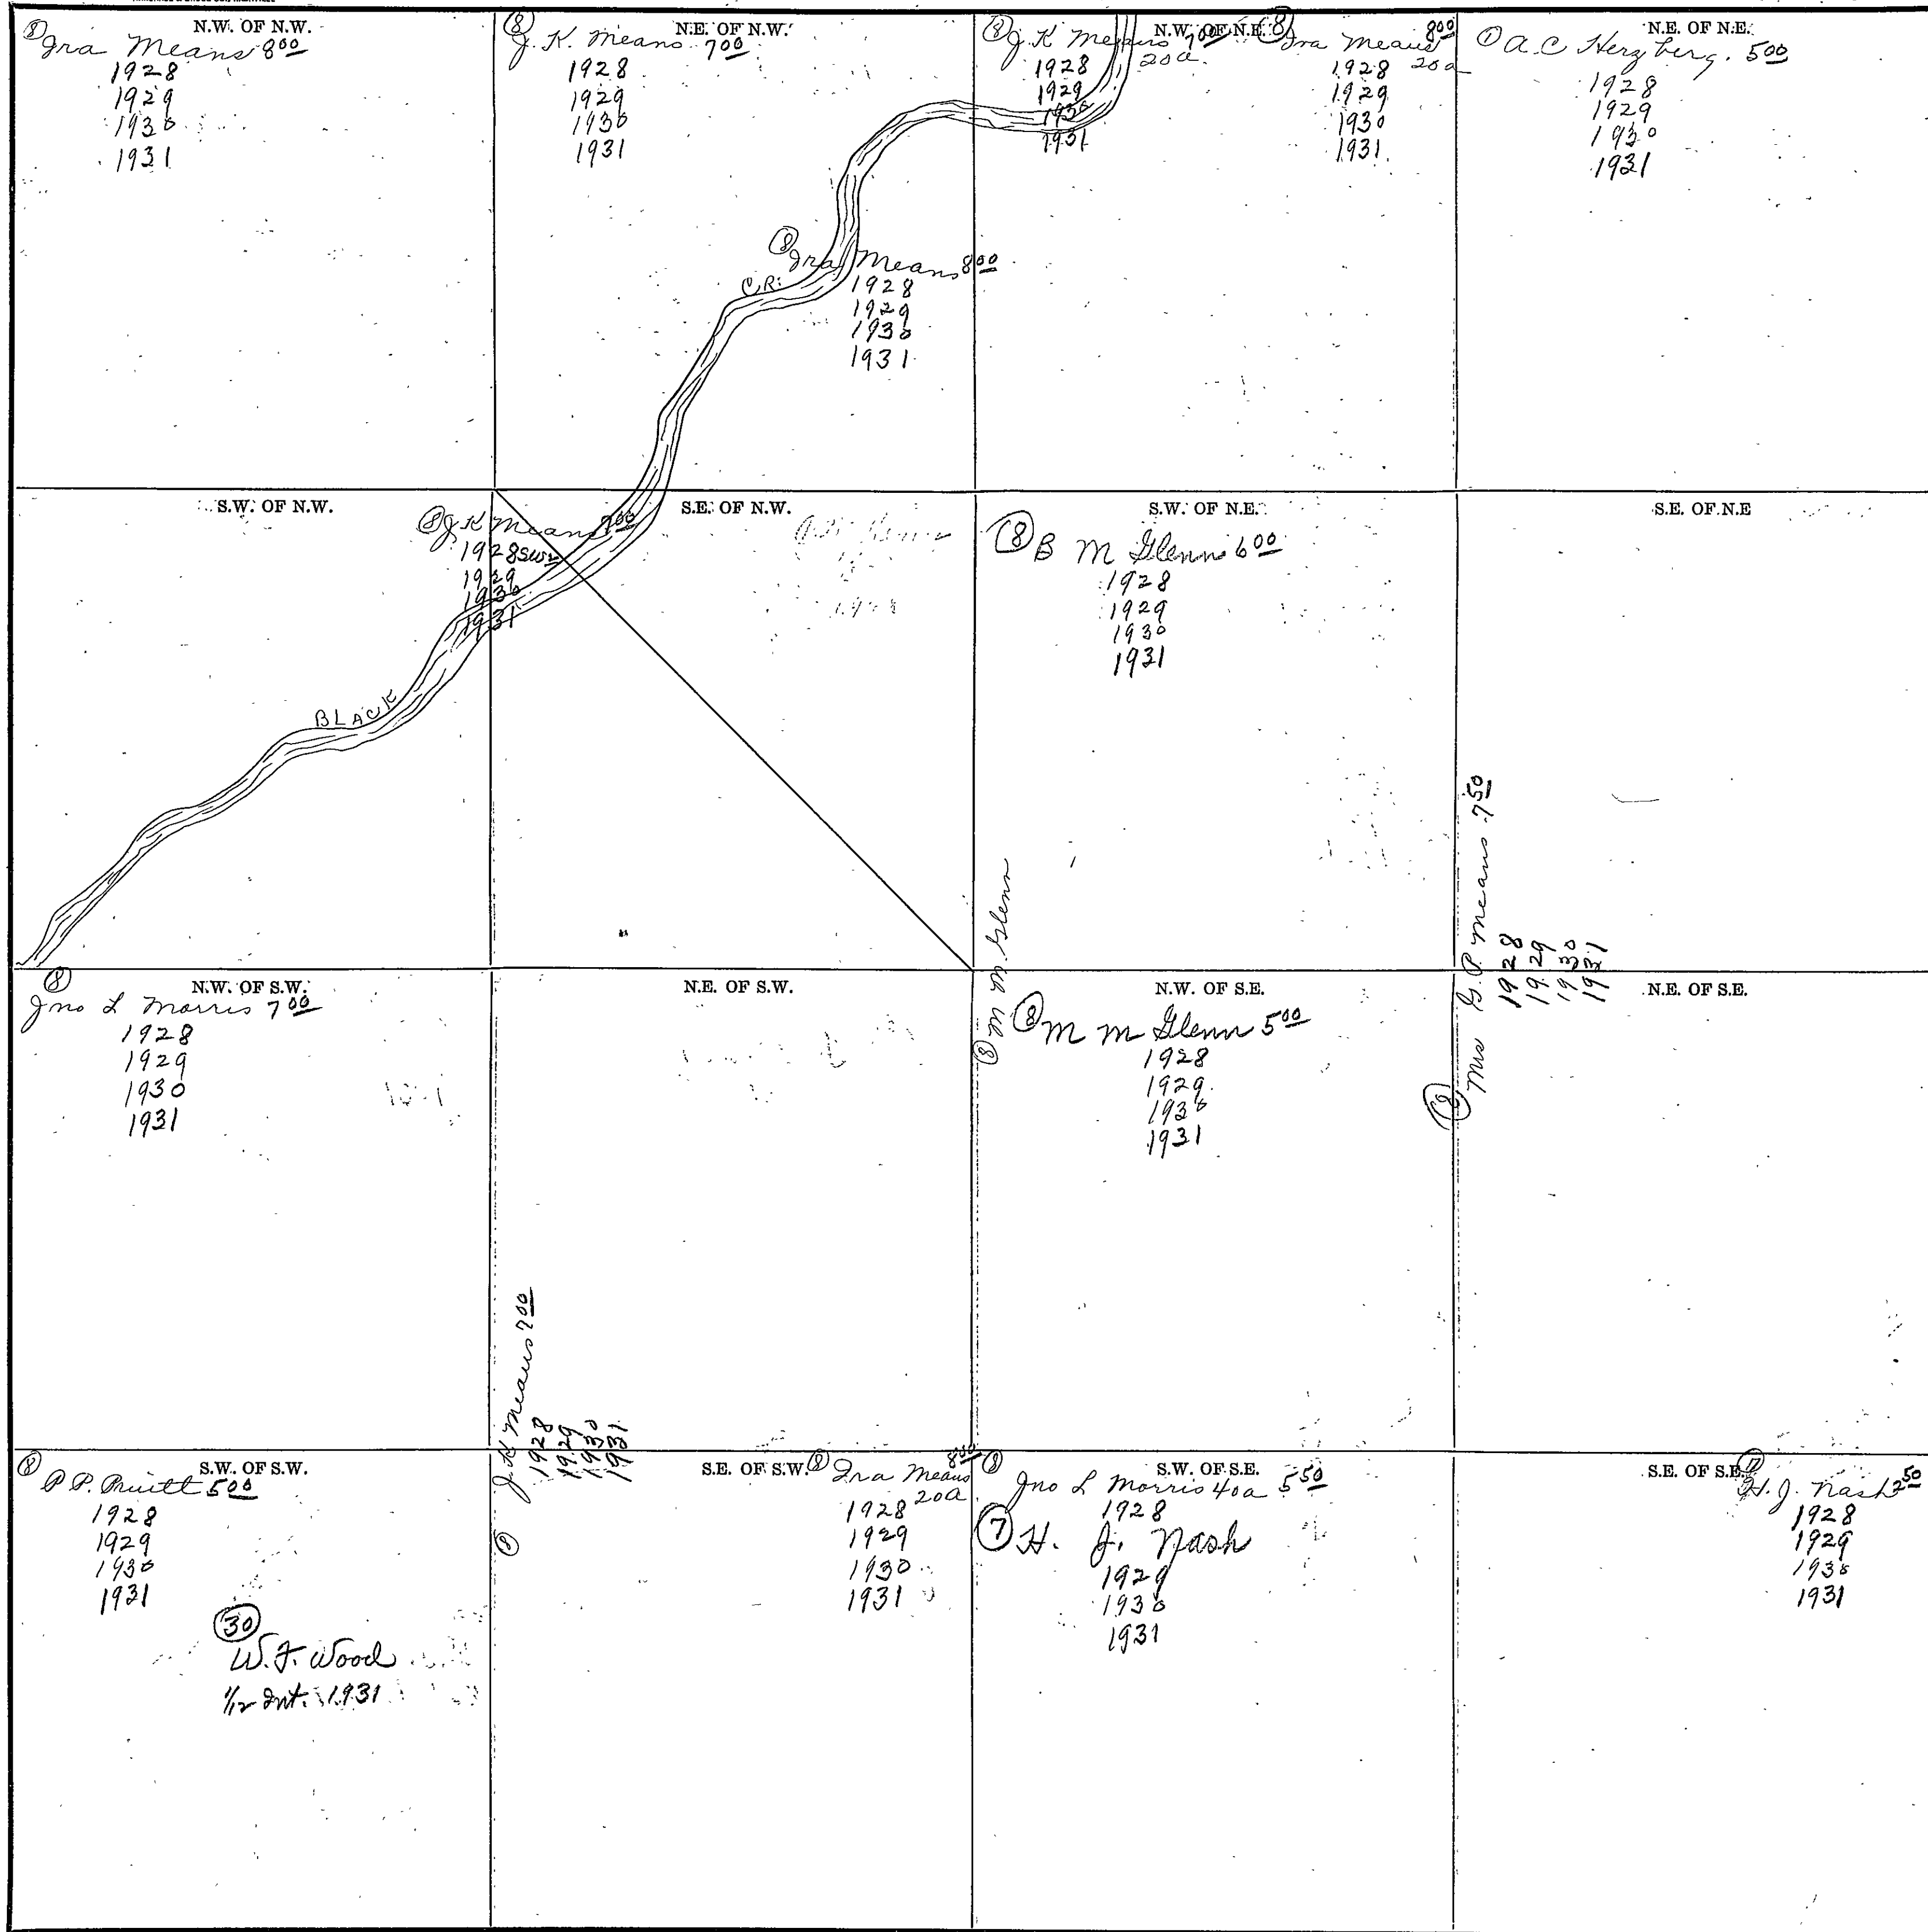 N.W. OF N.W.
(8) Ira Means 8 00
1928
1929
1930
1931
N.E. OF N.W.
(8) J. K. Means 7 00
1928
1929
1930
1931
(8) Ira Means 8 00
C.R.
1928
1929
1930
1931
N.W. OF N.E.
(8) J. K Means 7 00
20a.
1928
1929
1930
1931
(8) Ira Means 8 00
1928 20a
1929
1930
1931
N.E. OF N.E.
(1) A. C Herzberg. 5 00
1928
1929
1930
1931
S.W. OF N.W.
(8) J K Means 7 00
1928
1929
1930
1931
BLACK
S.E. OF N.W.
S.W. OF N.E.
(8) B M Glenn 6 00
1928
1929
1930
1931
S.E. OF N.E
(8) Mrs G. P. Means 7 50
1928
1929
1930
1931
N.W. OF S.W.
(8)
Jno L Morris 7 00
1928
1929
1930
1931
N.E. OF S.W.
(8) M M Glenn
N.W. OF S.E.
(8) M M Glenn 5 00
1928
1929
1930
1931
N.E. OF S.E.
(8) J. K Means 7 00
1928
1929
1930
1931
S.W. OF S.W.
(8) P P. Pruitt 5 00
1928
1929
1930
1931
(30)
W. F. Wood
1/12 Int. 1931
S.E. OF S.W.
(8) Ira Means 8 00
1928 20a
1929
1930
1931
S.W. OF S.E.
(8) Jno L Morris 40a 5 50
1928
(7) H. J. Nash
1929
1930
1931
S.E. OF S.E.
(7) H. J. Nash 2 50
1928
1929
1930
1931